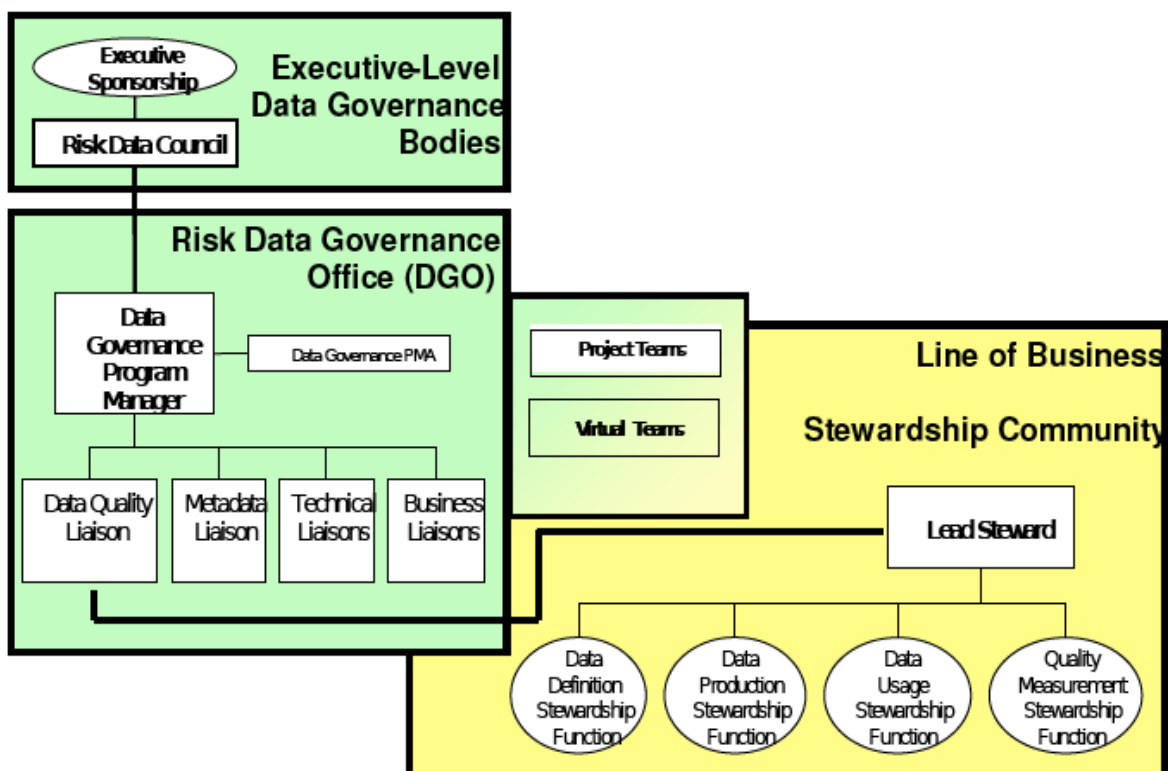 Executive
Sponsorship
Executive-Level
Data Governance
Bodies
Risk Data Council
Risk Data Governance
Office (DGO)
Data
Governance
Program
Manager
Data Governance PMA
Data Quality
Liaison
Metadata
Liaison
Technical
Liaisons
Business
Liaisons
Project Teams
Virtual Teams
Line of Business
Stewardship Community
Lead Steward
Data
Definition
Stewardship
Function
Data
Production
Stewardship
Function
Data
Usage
Stewardship
Function
Quality
Measurement
Stewardship
Function